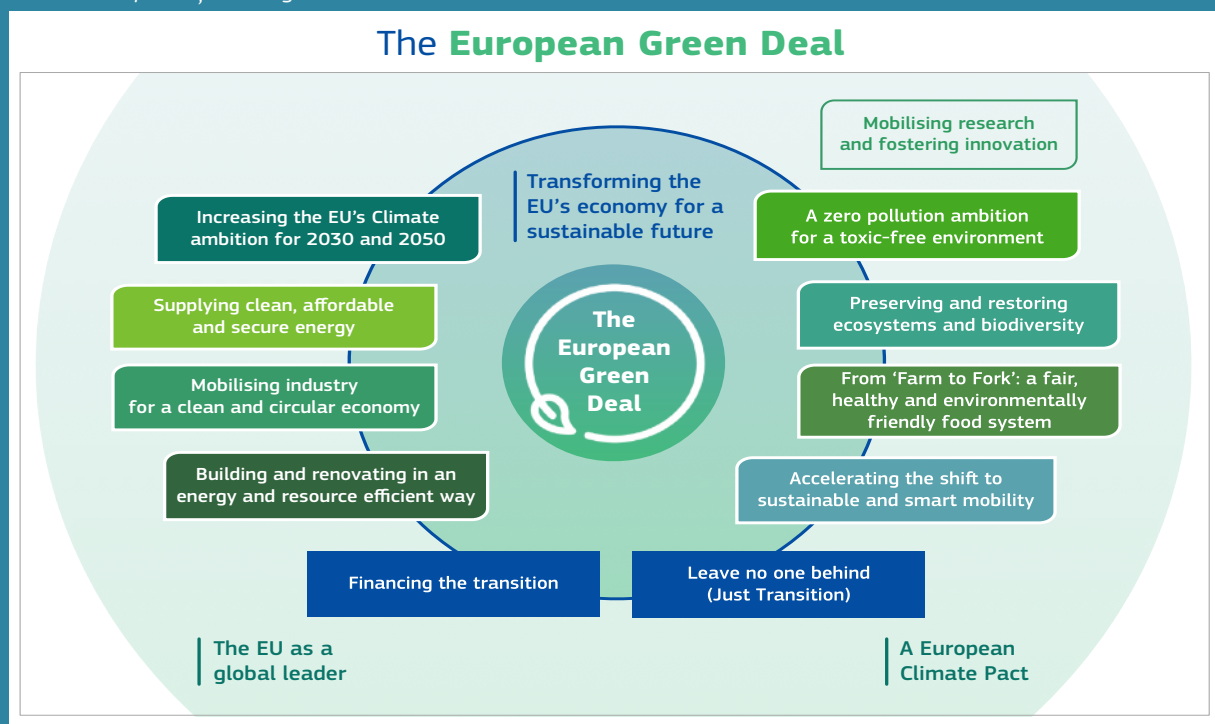 The European Green Deal
Mobilising research
and fostering innovation
Transforming the
EU's economy for a
sustainable future
Increasing the EU's Climate
ambition for 2030 and 2050
A zero pollution ambition
for a toxic-free environment
Supplying clean, affordable
and secure energy
Preserving and restoring
ecosystems and biodiversity
The
European
Green
Deal
Mobilising industry
for a clean and circular economy
From ‘Farm to Fork’: a fair,
healthy and environmentally
friendly food system
Building and renovating in an
energy and resource efficient way
Accelerating the shift to
sustainable and smart mobility
Financing the transition
Leave no one behind
(Just Transition)
The EU as a
global leader
A European
Climate Pact